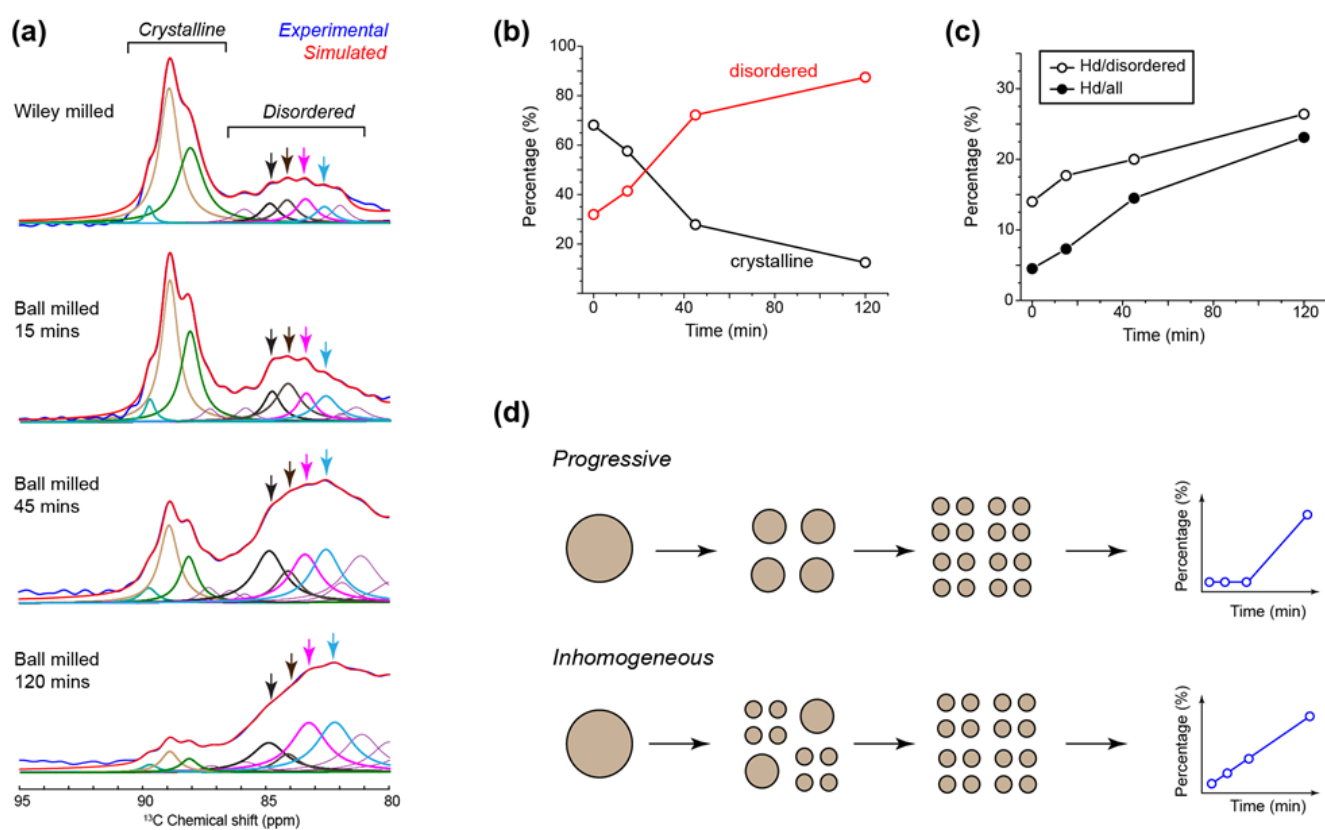 (a)
Crystalline
Experimental
Simulated
Wiley milled
Disordered
Ball milled
15 mins
Ball milled
45 mins
Ball milled
120 mins
95 90 85 80
¹³C Chemical shift (ppm)
(b)
100
80
60
40
20
Percentage (%)
disordered
crystalline
0 40 80 120
Time (min)
(c)
Hd/disordered
Hd/all
30
20
10
0
Percentage (%)
0 40 80 120
Time (min)
(d)
Progressive
Percentage (%)
Time (min)
Inhomogeneous
Percentage (%)
Time (min)